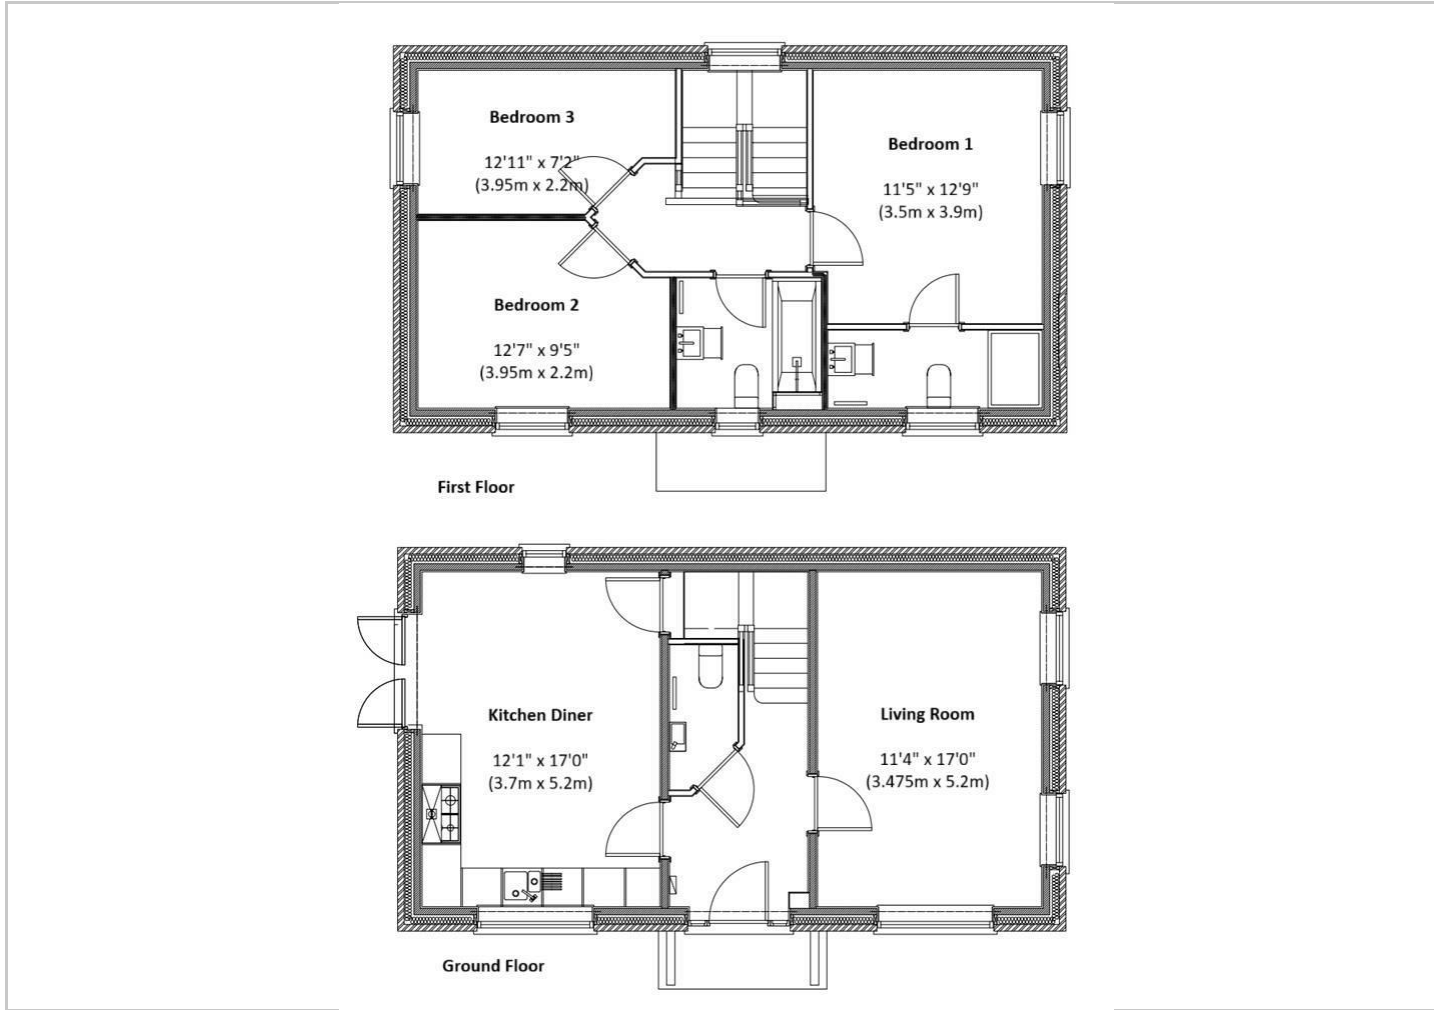 Bedroom 3
12'11" x 7'2"
(3.95m x 2.2m)
Bedroom 1
11'5" x 12'9"
(3.5m x 3.9m)
Bedroom 2
12'7" x 9'5"
(3.95m x 2.2m)
First Floor
Kitchen Diner
12'1" x 17'0"
(3.7m x 5.2m)
Living Room
11'4" x 17'0"
(3.475m x 5.2m)
Ground Floor